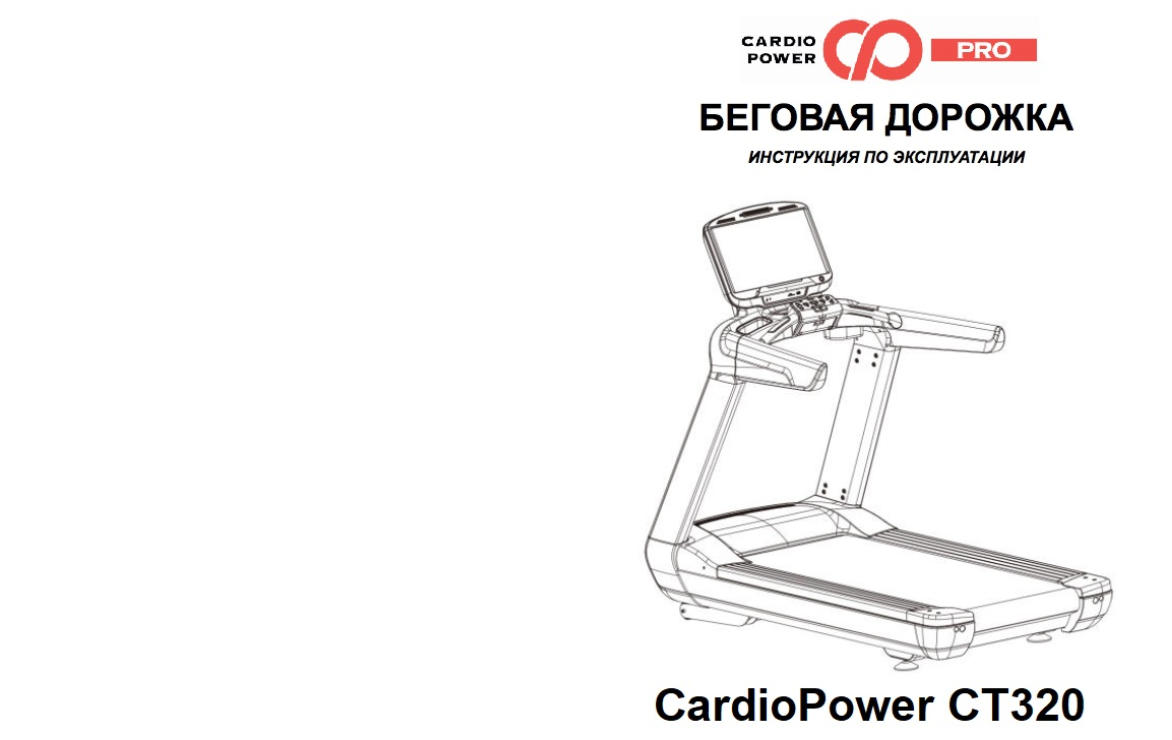 CARDIO
POWER
PRO
БЕГОВАЯ ДОРОЖКА
ИНСТРУКЦИЯ ПО ЭКСПЛУАТАЦИИ
CardioPower CT320